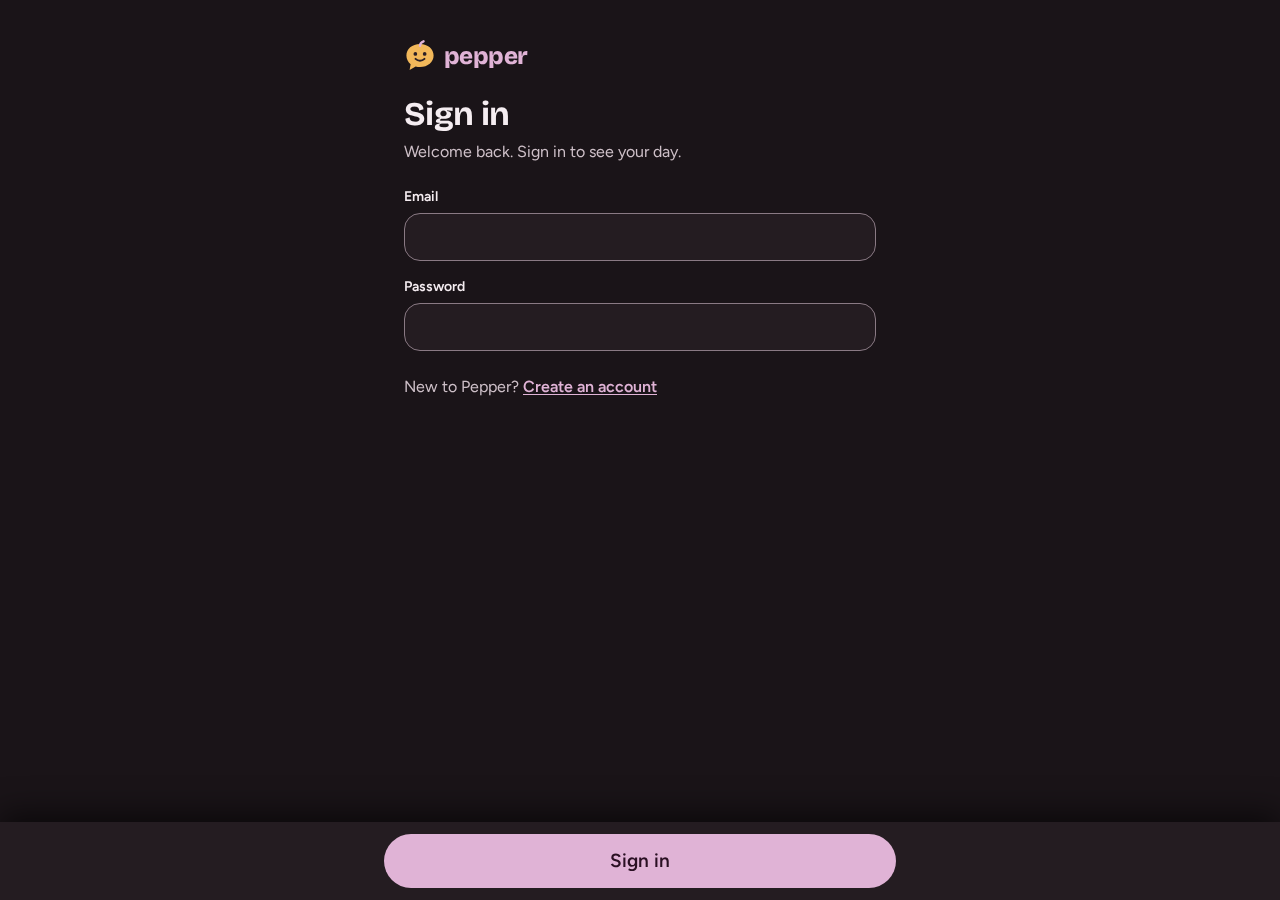 pepper
Sign in
Welcome back. Sign in to see your day.
Email
Password
New to Pepper? Create an account
Sign in